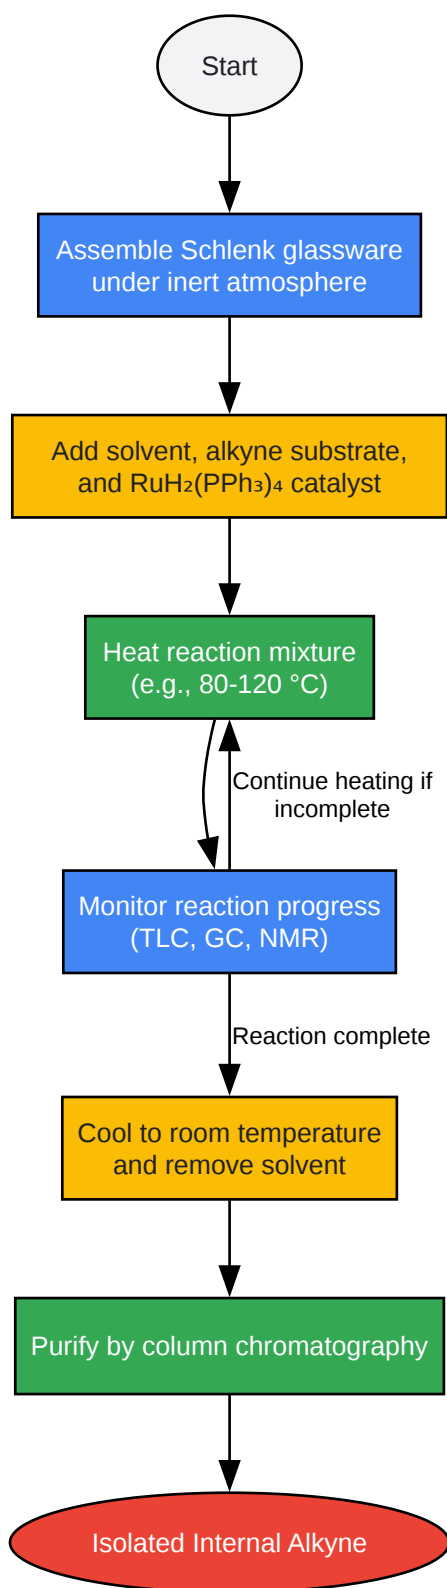 Start
Assemble Schlenk glassware
under inert atmosphere
Add solvent, alkyne substrate,
and RuH₂(PPh₃)₄ catalyst
Heat reaction mixture
(e.g., 80-120 °C)
Continue heating if
incomplete
Monitor reaction progress
(TLC, GC, NMR)
Reaction complete
Cool to room temperature
and remove solvent
Purify by column chromatography
Isolated Internal Alkyne